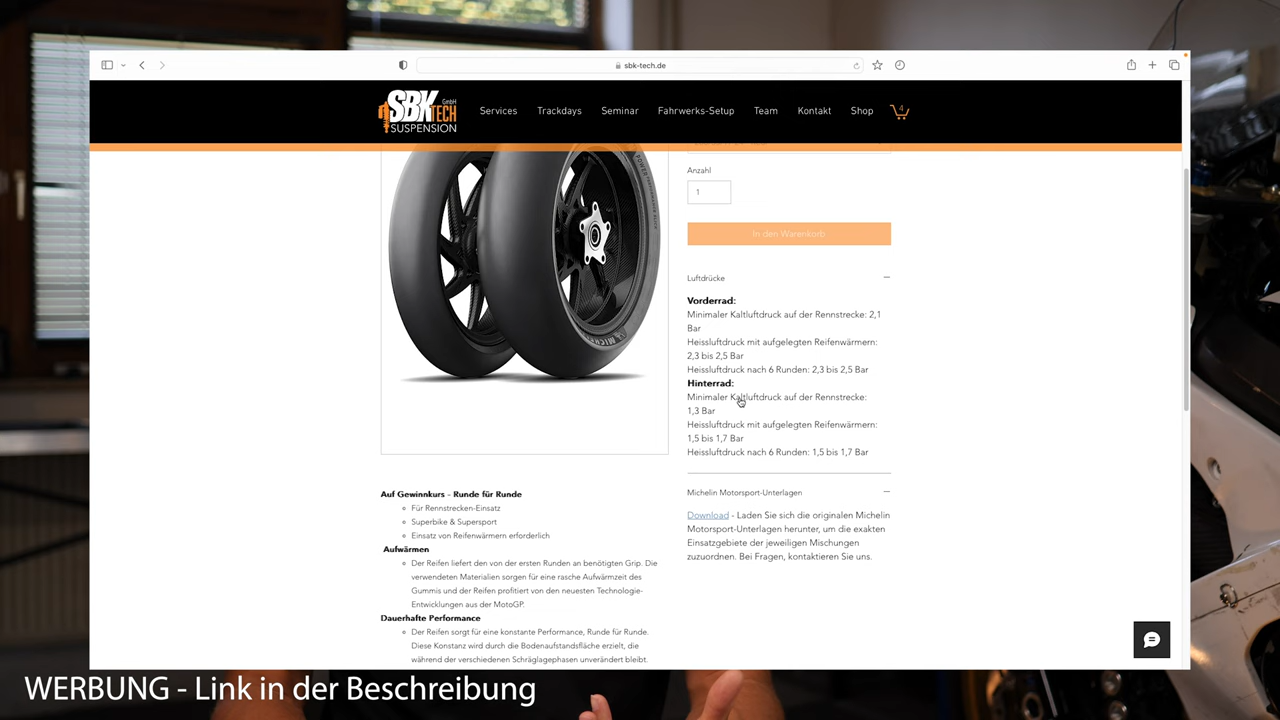 sbk-tech.de
SBK GmbH
TECH
SUSPENSION
Services
Trackdays
Seminar
Fahrwerks-Setup
Team
Kontakt
Shop
4
Anzahl
1
In den Warenkorb
Luftdrücke
Vorderrad:
Minimaler Kaltluftdruck auf der Rennstrecke: 2,1
Bar
Heissluftdruck mit aufgelegten Reifenwärmern:
2,3 bis 2,5 Bar
Heissluftdruck nach 6 Runden: 2,3 bis 2,5 Bar
Hinterrad:
Minimaler Kaltluftdruck auf der Rennstrecke:
1,3 Bar
Heissluftdruck mit aufgelegten Reifenwärmern:
1,5 bis 1,7 Bar
Heissluftdruck nach 6 Runden: 1,5 bis 1,7 Bar
Michelin Motorsport-Unterlagen
Download - Laden Sie sich die originalen Michelin
Motorsport-Unterlagen herunter, um die exakten
Einsatzgebiete der jeweiligen Mischungen
zuzuordnen. Bei Fragen, kontaktieren Sie uns.
Auf Gewinnkurs - Runde für Runde
Für Rennstrecken-Einsatz
Superbike & Supersport
Einsatz von Reifenwärmern erforderlich
Aufwärmen
Der Reifen liefert den von der ersten Runden an benötigten Grip. Die
verwendeten Materialien sorgen für eine rasche Aufwärmzeit des
Gummis und der Reifen profitiert von den neuesten Technologie-
Entwicklungen aus der MotoGP.
Dauerhafte Performance
Der Reifen sorgt für eine konstante Performance, Runde für Runde.
Diese Konstanz wird durch die Bodenaufstandsfläche erzielt, die
während der verschiedenen Schräglagephasen unverändert bleibt.
WERBUNG - Link in der Beschreibung